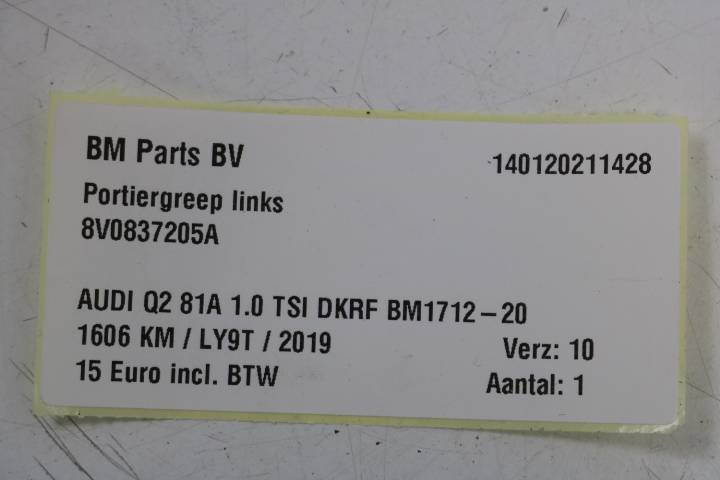 BM Parts BV 140120211428
Portiergreep links
8V0837205A
AUDI Q2 81A 1.0 TSI DKRF BM1712-20
1606 KM / LY9T / 2019 Verz: 10
15 Euro incl. BTW Aantal: 1